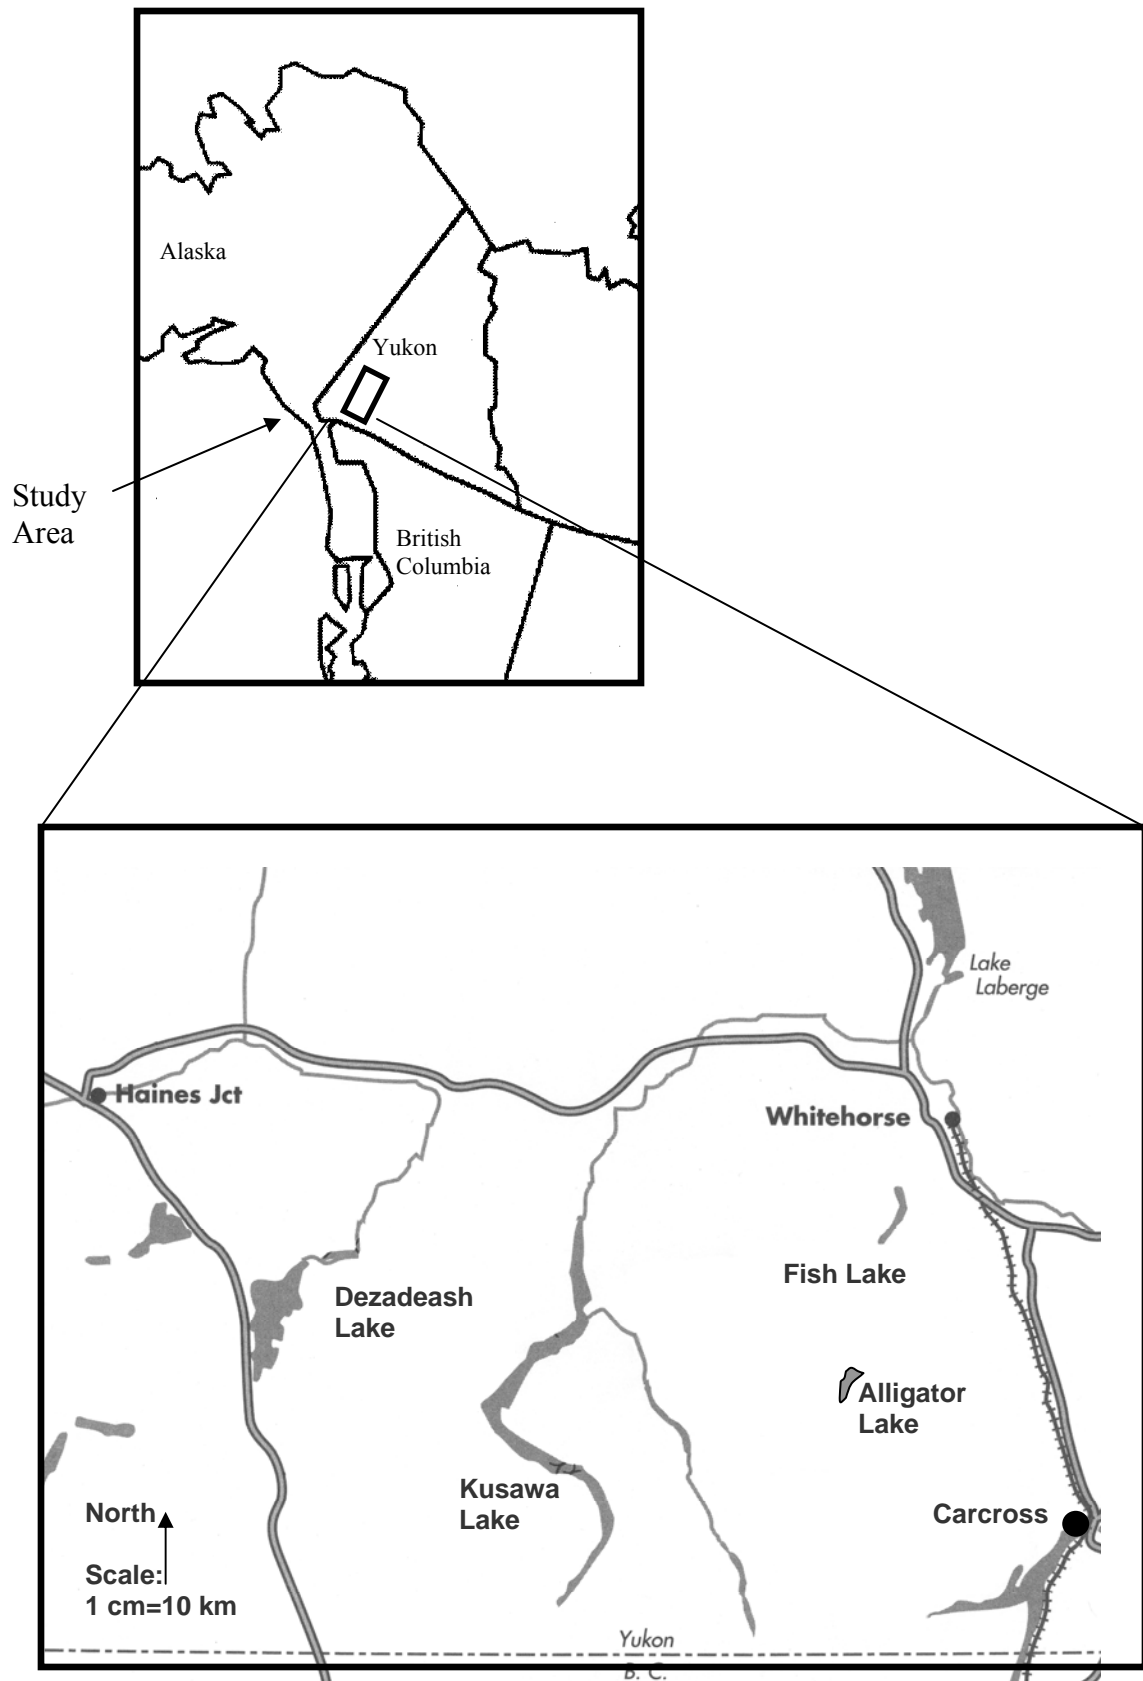 Alaska
Yukon
Study
Area
British
Columbia
Lake
Laberge
Haines Jct
Whitehorse
Fish Lake
Dezadeash
Lake
Alligator
Lake
Kusawa
Lake
North
Carcross
Scale:
1 cm=10 km
Yukon
B. C.